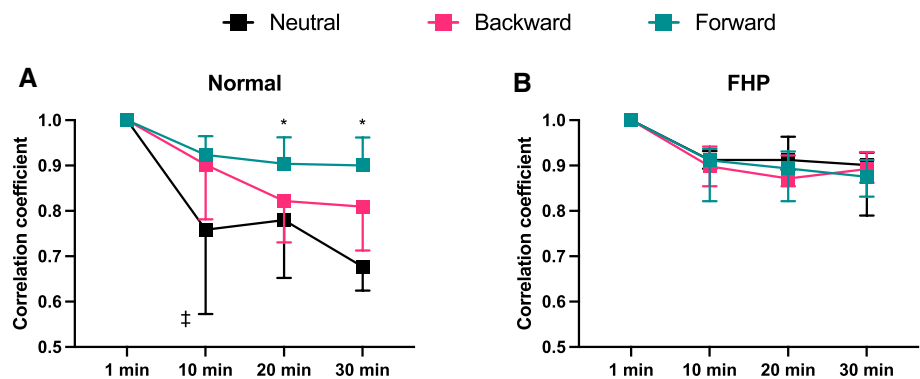 Neutral Backward Forward
A Normal
Correlation coefficient
1.0
0.9
0.8
0.7
0.6
0.5
* *
‡
1 min 10 min 20 min 30 min
B FHP
Correlation coefficient
1.0
0.9
0.8
0.7
0.6
0.5
1 min 10 min 20 min 30 min